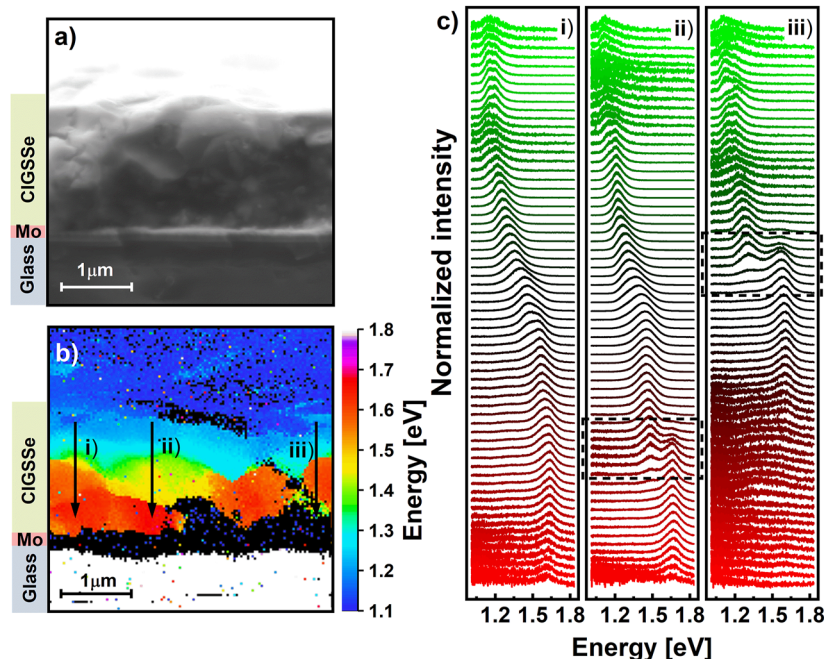 a)
CIGSSe
Mo
Glass
1μm
b)
i)
ii)
iii)
CIGSSe
Mo
Glass
1μm
1.8
1.7
1.6
1.5
1.4
1.3
1.2
1.1
Energy [eV]
c)
i)
ii)
iii)
Normalized intensity
1.2 1.5 1.8 1.2 1.5 1.8 1.2 1.5 1.8
Energy [eV]